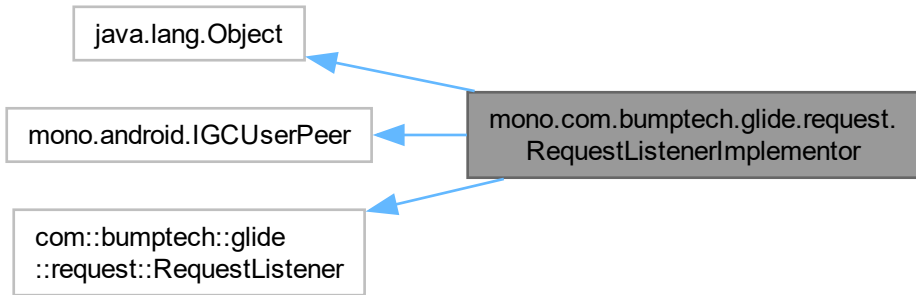 java.lang.Object
mono.android.IGCUserPeer
mono.com.bumptech.glide.request.
RequestListenerImplementor
com::bumptech::glide
::request::RequestListener